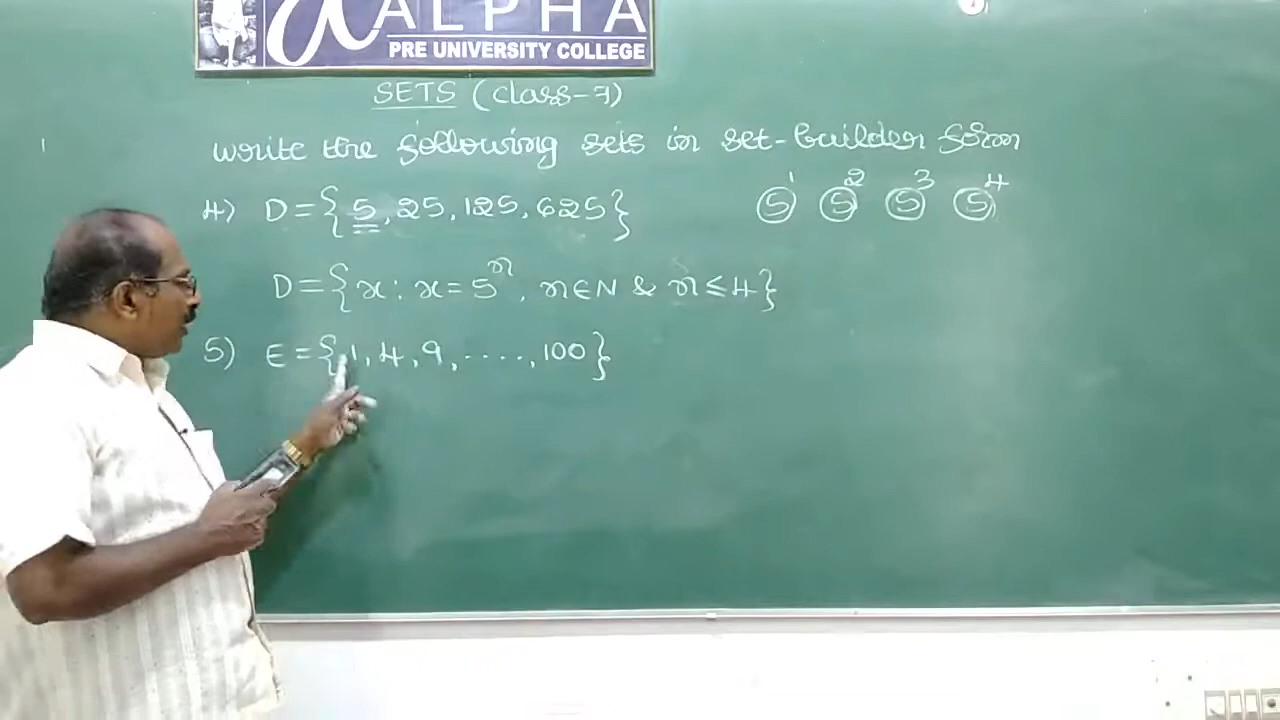 ALPHA
PRE UNIVERSITY COLLEGE
SETS (class-7)
write the following sets in set-builder form
4) D = {5, 25, 125, 625} 5¹ 5² 5³ 5⁴
D = {x : x = 5ⁿ, n ∈ N & n ≤ 4}
5) E = {1, 4, 9, ....., 100}